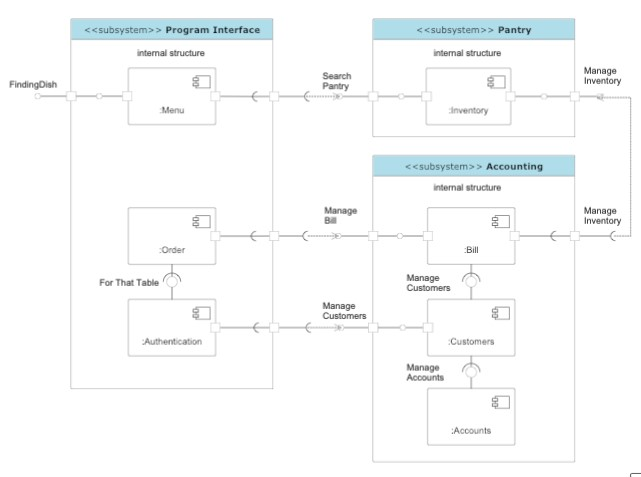 <<subsystem>> Program Interface
internal structure
FindingDish
:Menu
Search
Pantry
<<subsystem>> Pantry
internal structure
:Inventory
Manage
Inventory
<<subsystem>> Accounting
internal structure
:Order
Manage
Bill
:Bill
Manage
Inventory
For That Table
Manage
Customers
:Authentication
Manage
Customers
:Customers
Manage
Accounts
:Accounts